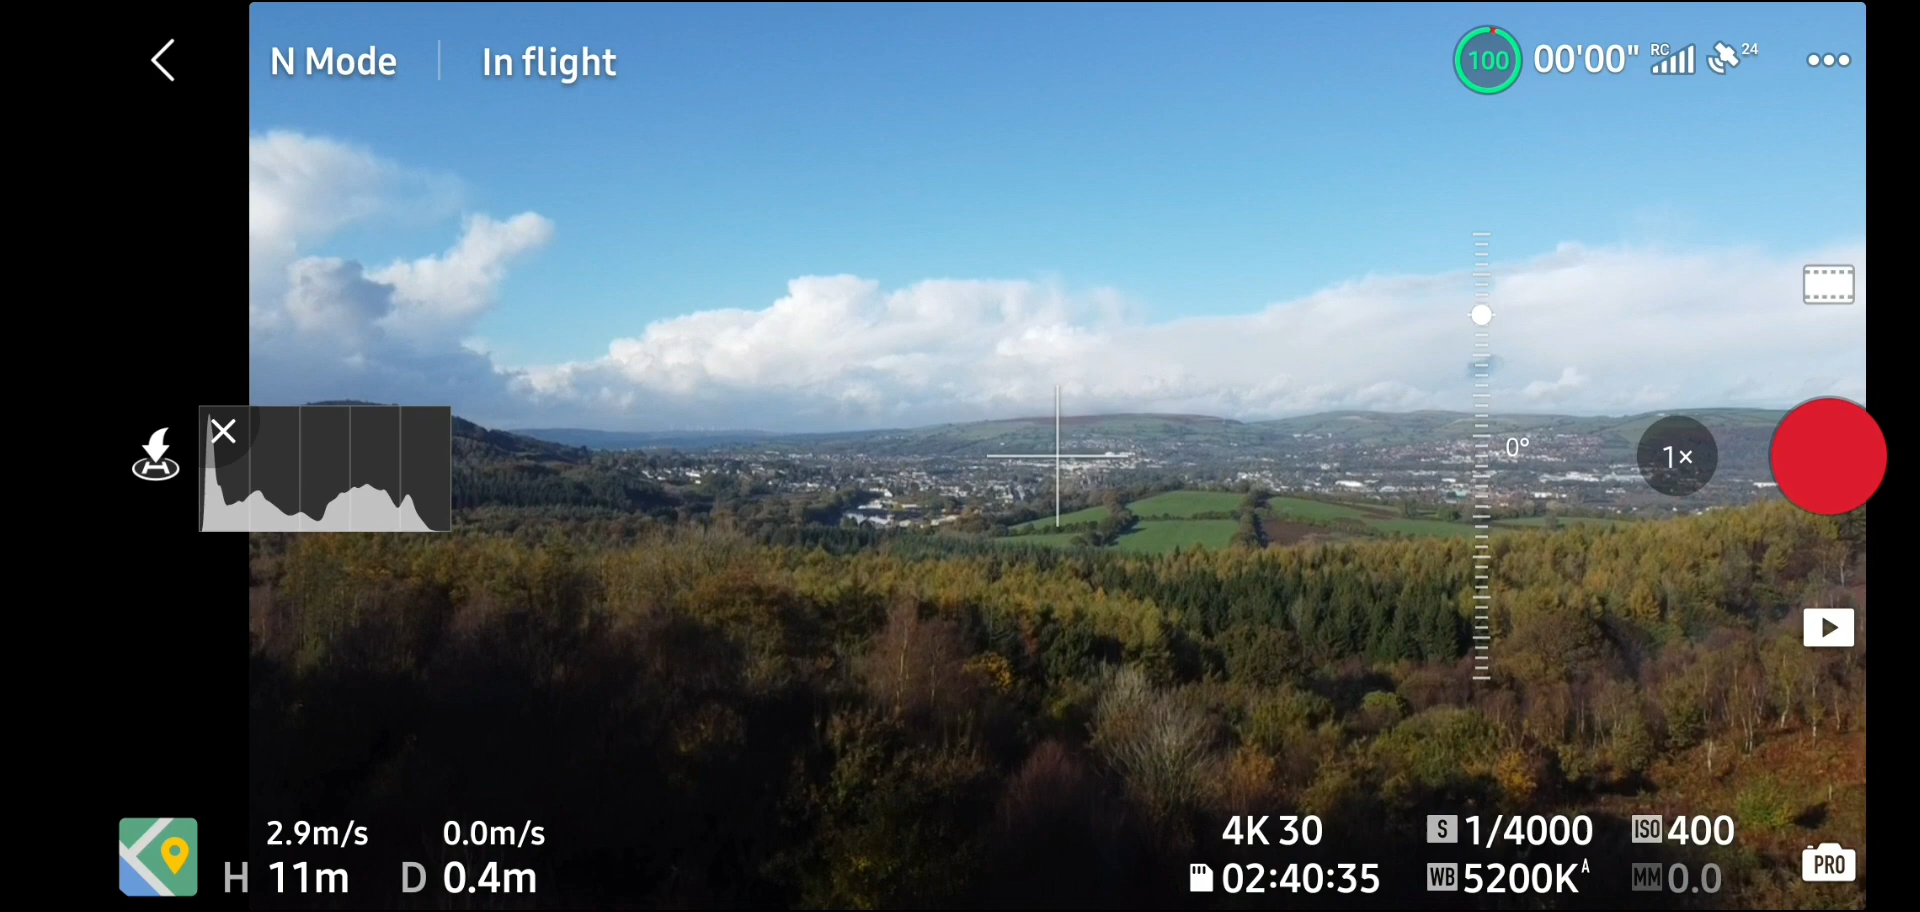 N Mode In flight 100 00'00" RC 24
0°
1×
2.9m/s 0.0m/s 4K 30 S 1/4000 ISO 400
H 11m D 0.4m 02:40:35 WB 5200K A MM 0.0 PRO